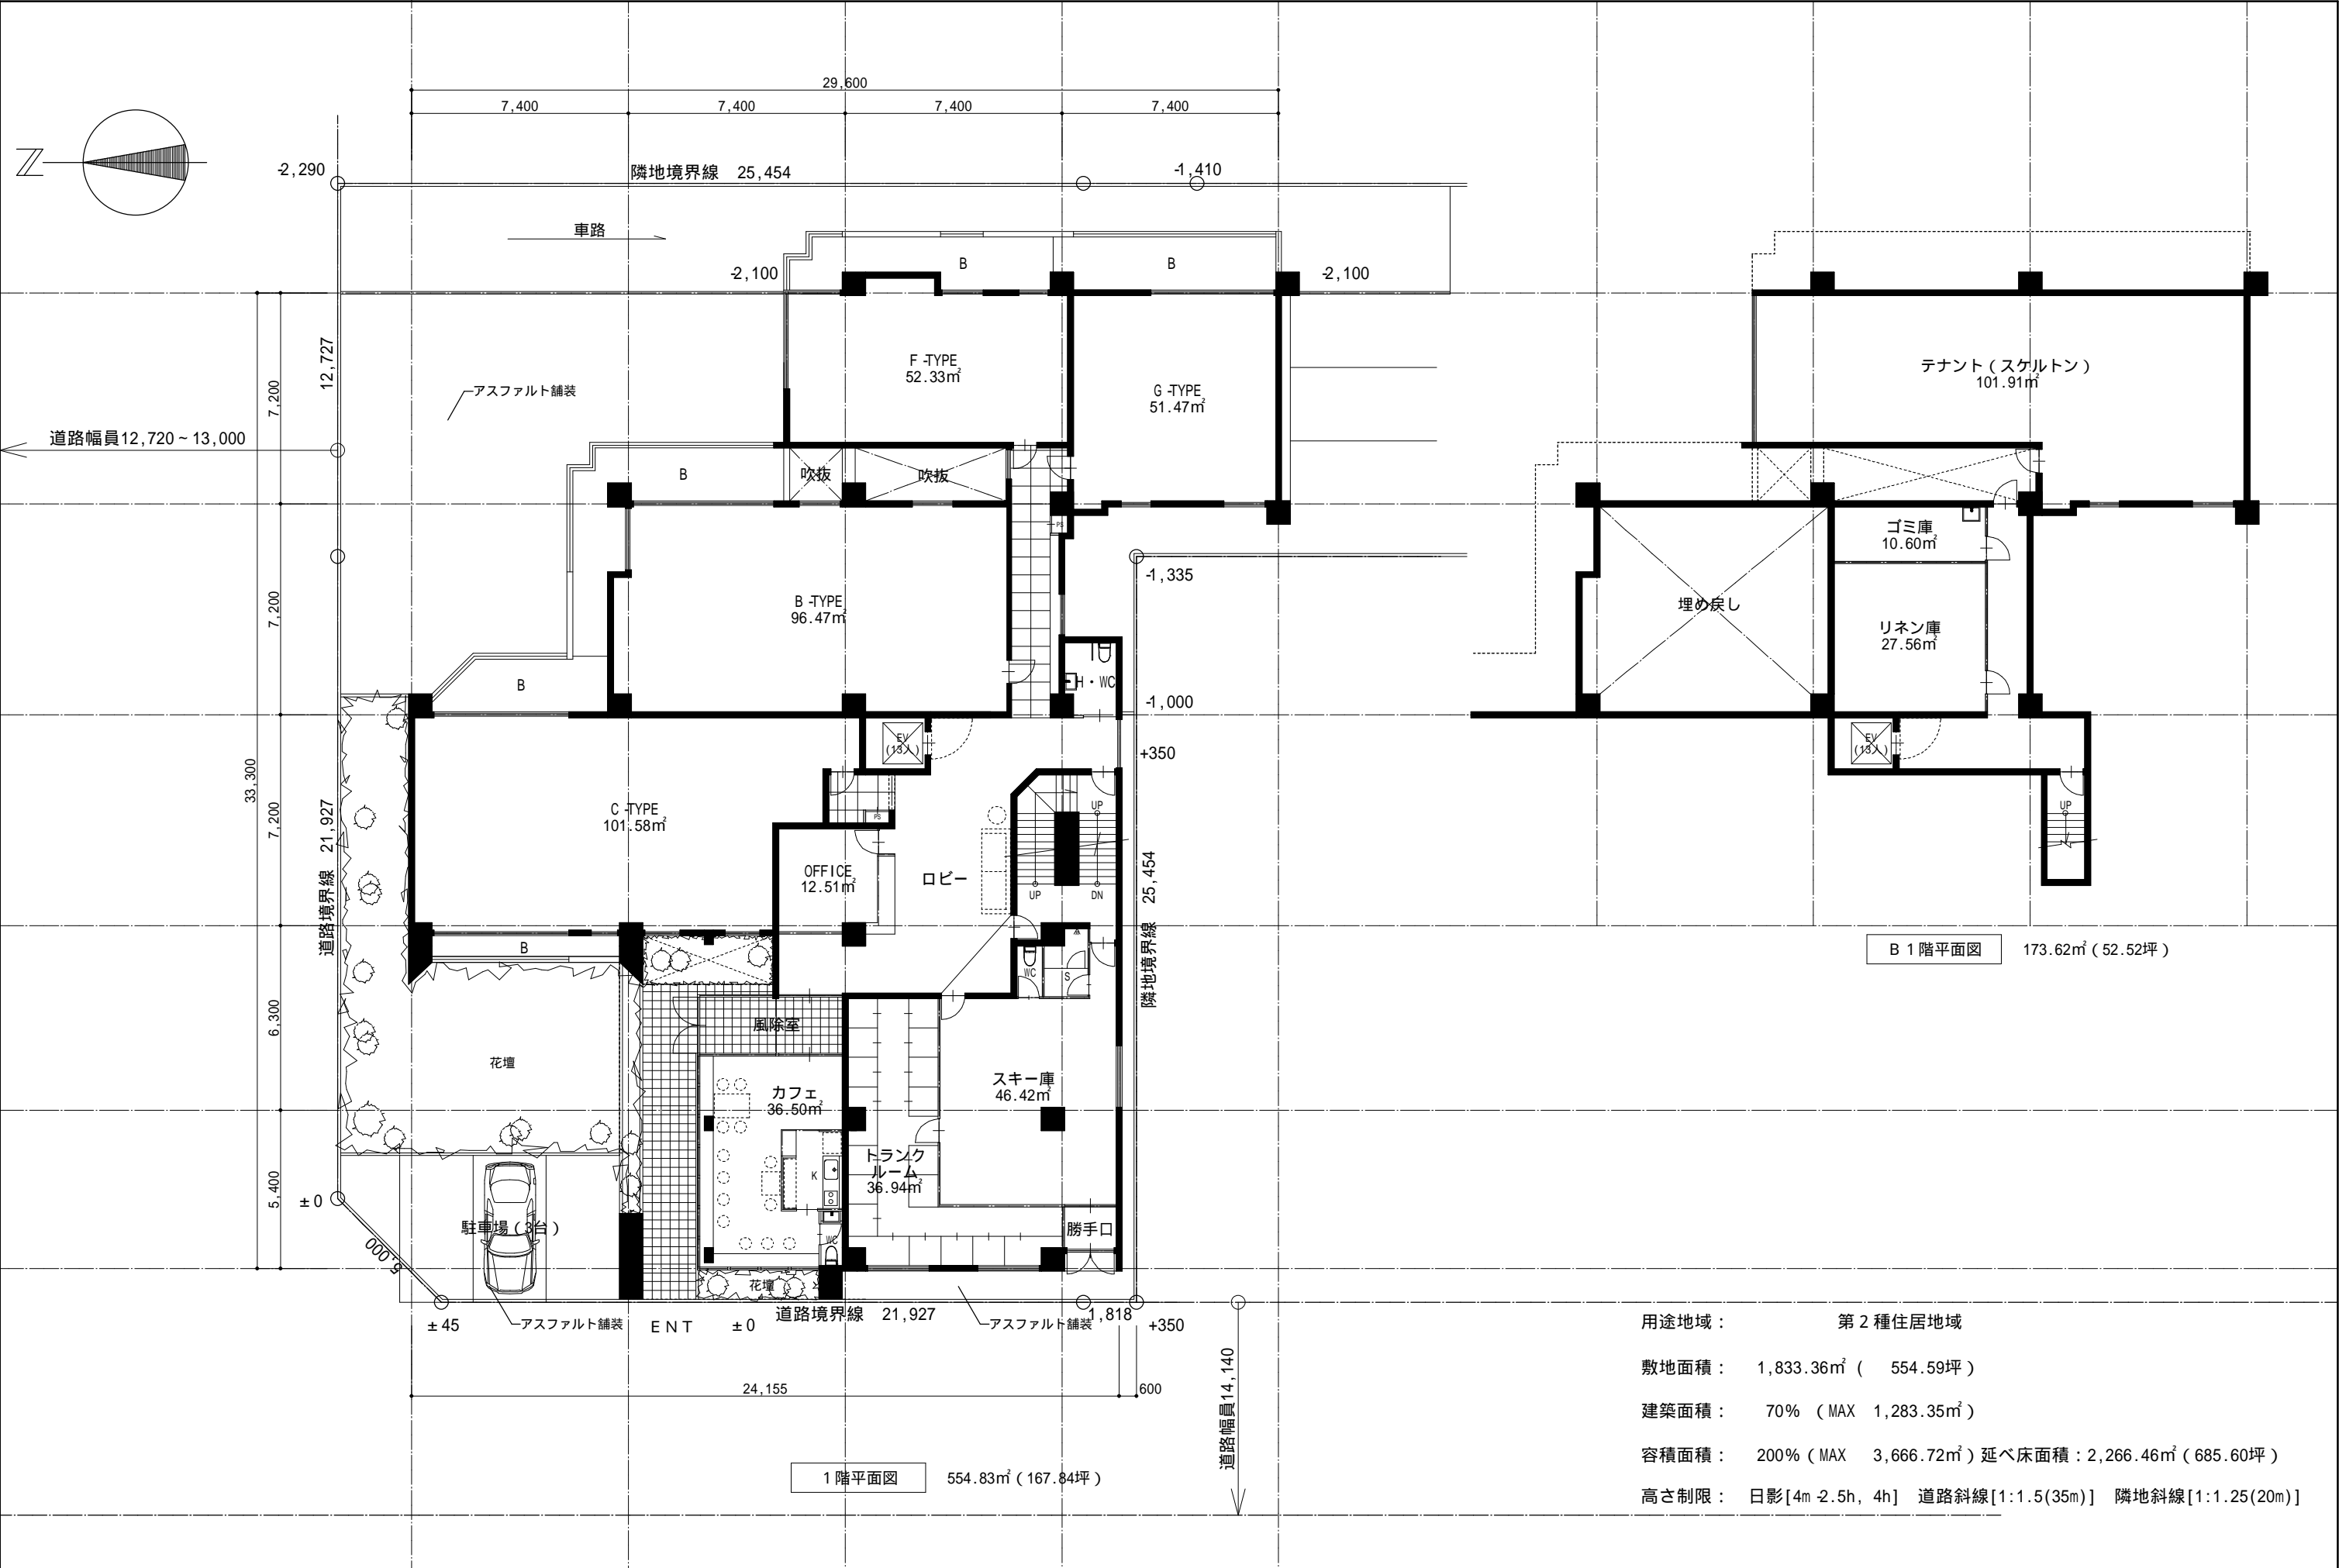 29,600
7,400
7,400
7,400
7,400
N
-2,290
隣地境界線 25,454
-1,410
車路
-2,100
B
B
-2,100
12,727
7,200
F-TYPE
52.33㎡
G-TYPE
51.47㎡
テナント(スケルトン)
101.91㎡
アスファルト舗装
道路幅員12,720~13,000
B
吹抜
吹抜
PS
ゴミ庫
10.60㎡
-1,335
7,200
B-TYPE
96.47㎡
埋め戻し
リネン庫
27.56㎡
B
H・WC
-1,000
EV
(13人)
+350
EV
(13人)
33,300
道路境界線 21,927
7,200
C-TYPE
101.58㎡
PS
UP
UP
OFFICE
12.51㎡
ロビー
UP
DN
隣地境界線 25,454
B
WC
S
B1階平面図 173.62㎡(52.52坪)
6,300
風除室
花壇
カフェ
36.50㎡
スキー庫
46.42㎡
トランク
ルーム
36.94㎡
K
5,400
±0
駐車場(3台)
5,000
WC
勝手口
花壇
道路境界線 21,927
1,818
±45
アスファルト舗装
ENT
±0
アスファルト舗装
+350
24,155
600
道路幅員14,140
1階平面図 554.83㎡(167.84坪)
用途地域: 第2種住居地域
敷地面積: 1,833.36㎡( 554.59坪)
建築面積: 70% (MAX 1,283.35㎡)
容積面積: 200%(MAX 3,666.72㎡)延べ床面積:2,266.46㎡(685.60坪)
高さ制限: 日影[4m-2.5h, 4h] 道路斜線[1:1.5(35m)] 隣地斜線[1:1.25(20m)]